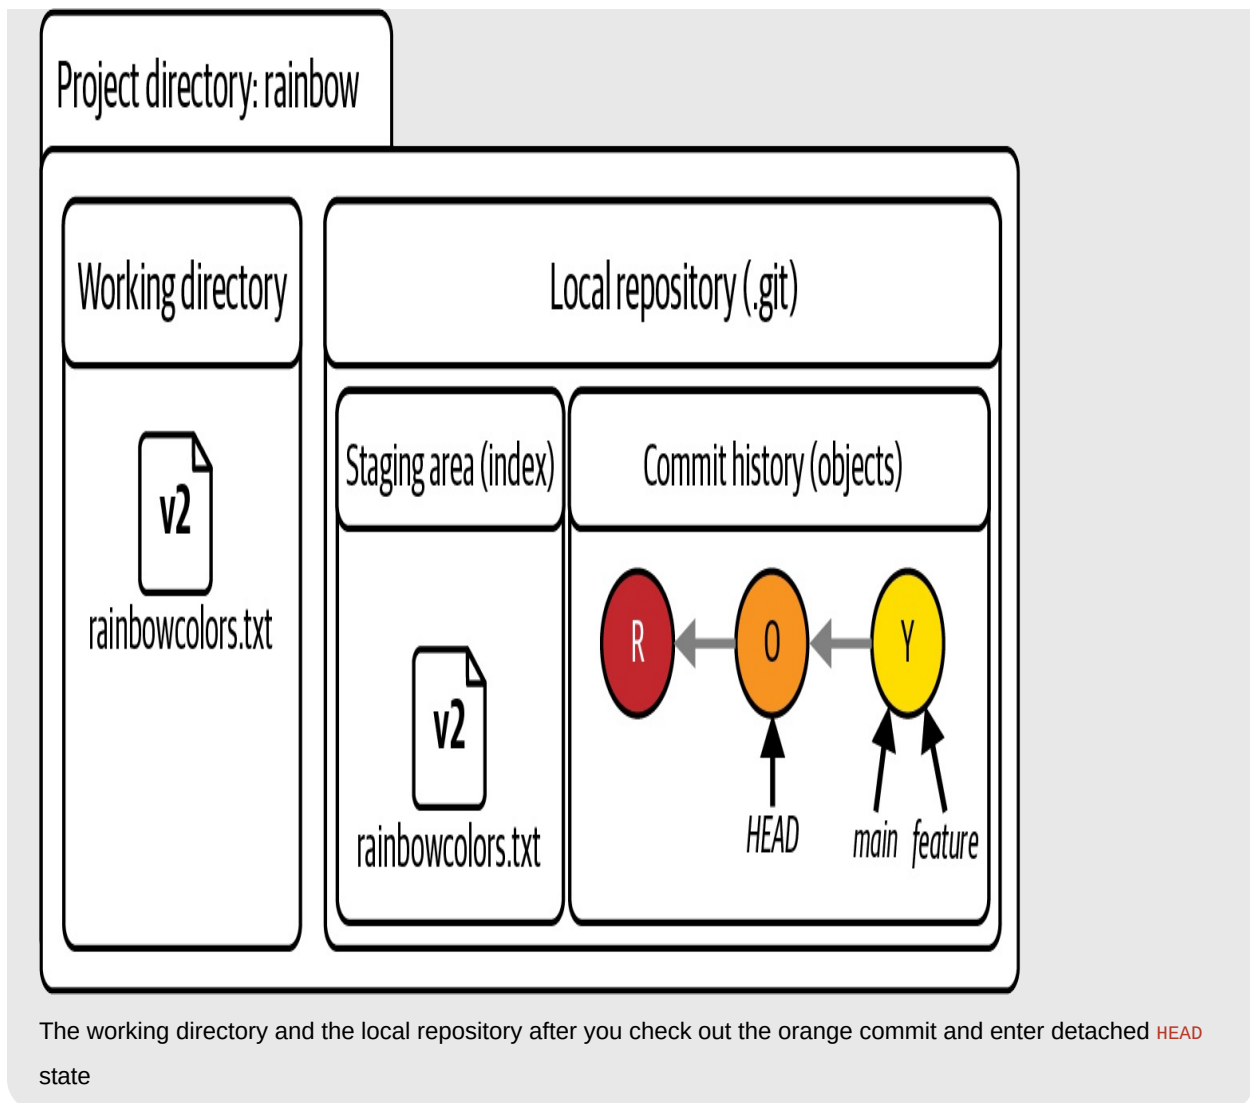 Project directory: rainbow
Working directory
Local repository (.git)
Staging area (index)
Commit history (objects)
v2
rainbowcolors.txt
v2
rainbowcolors.txt
R
O
Y
HEAD
main
feature
The working directory and the local repository after you check out the orange commit and enter detached HEAD
state